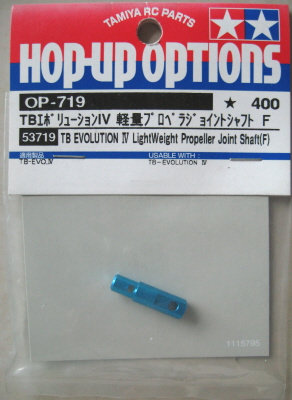 TAMIYA RC PARTS
HOP-UP OPTIONS
OP-719 ★ 400
TBエボリューションIV 軽量プロペラジョイントシャフト F
53719 TB EVOLUTION Ⅳ LightWeight Propeller Joint Shaft(F)
適用製品 USABLE WITH :
TB-EVO.Ⅳ TB-EVOLUTION Ⅳ
1115795